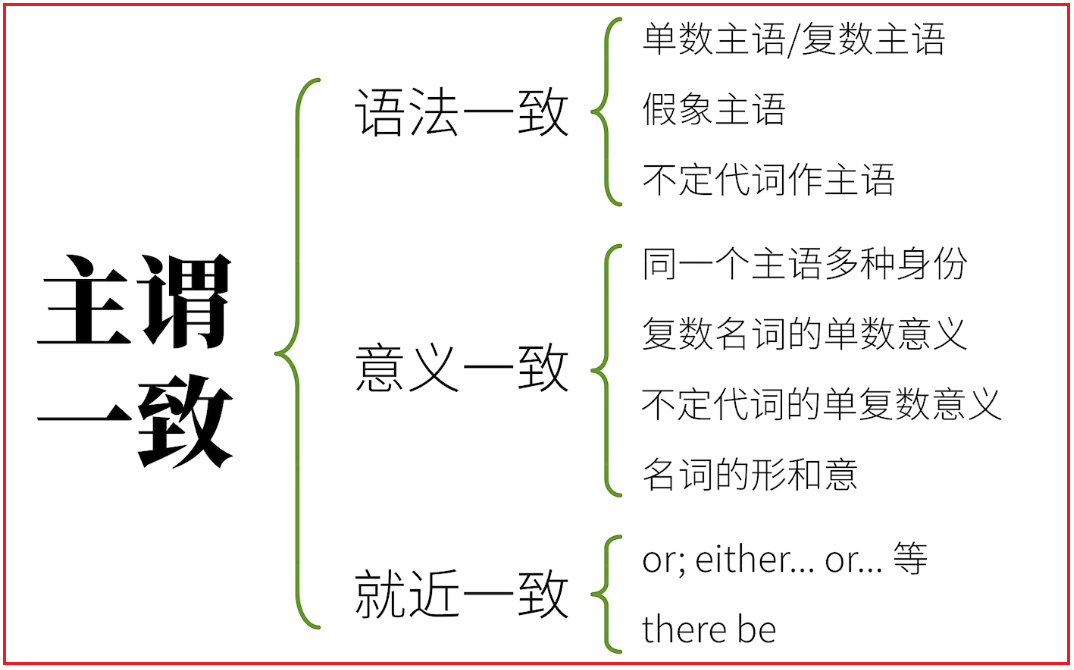 主谓
一致
语法一致
单数主语/复数主语
假象主语
不定代词作主语
意义一致
同一个主语多种身份
复数名词的单数意义
不定代词的单复数意义
名词的形和意
就近一致
or; either... or... 等
there be